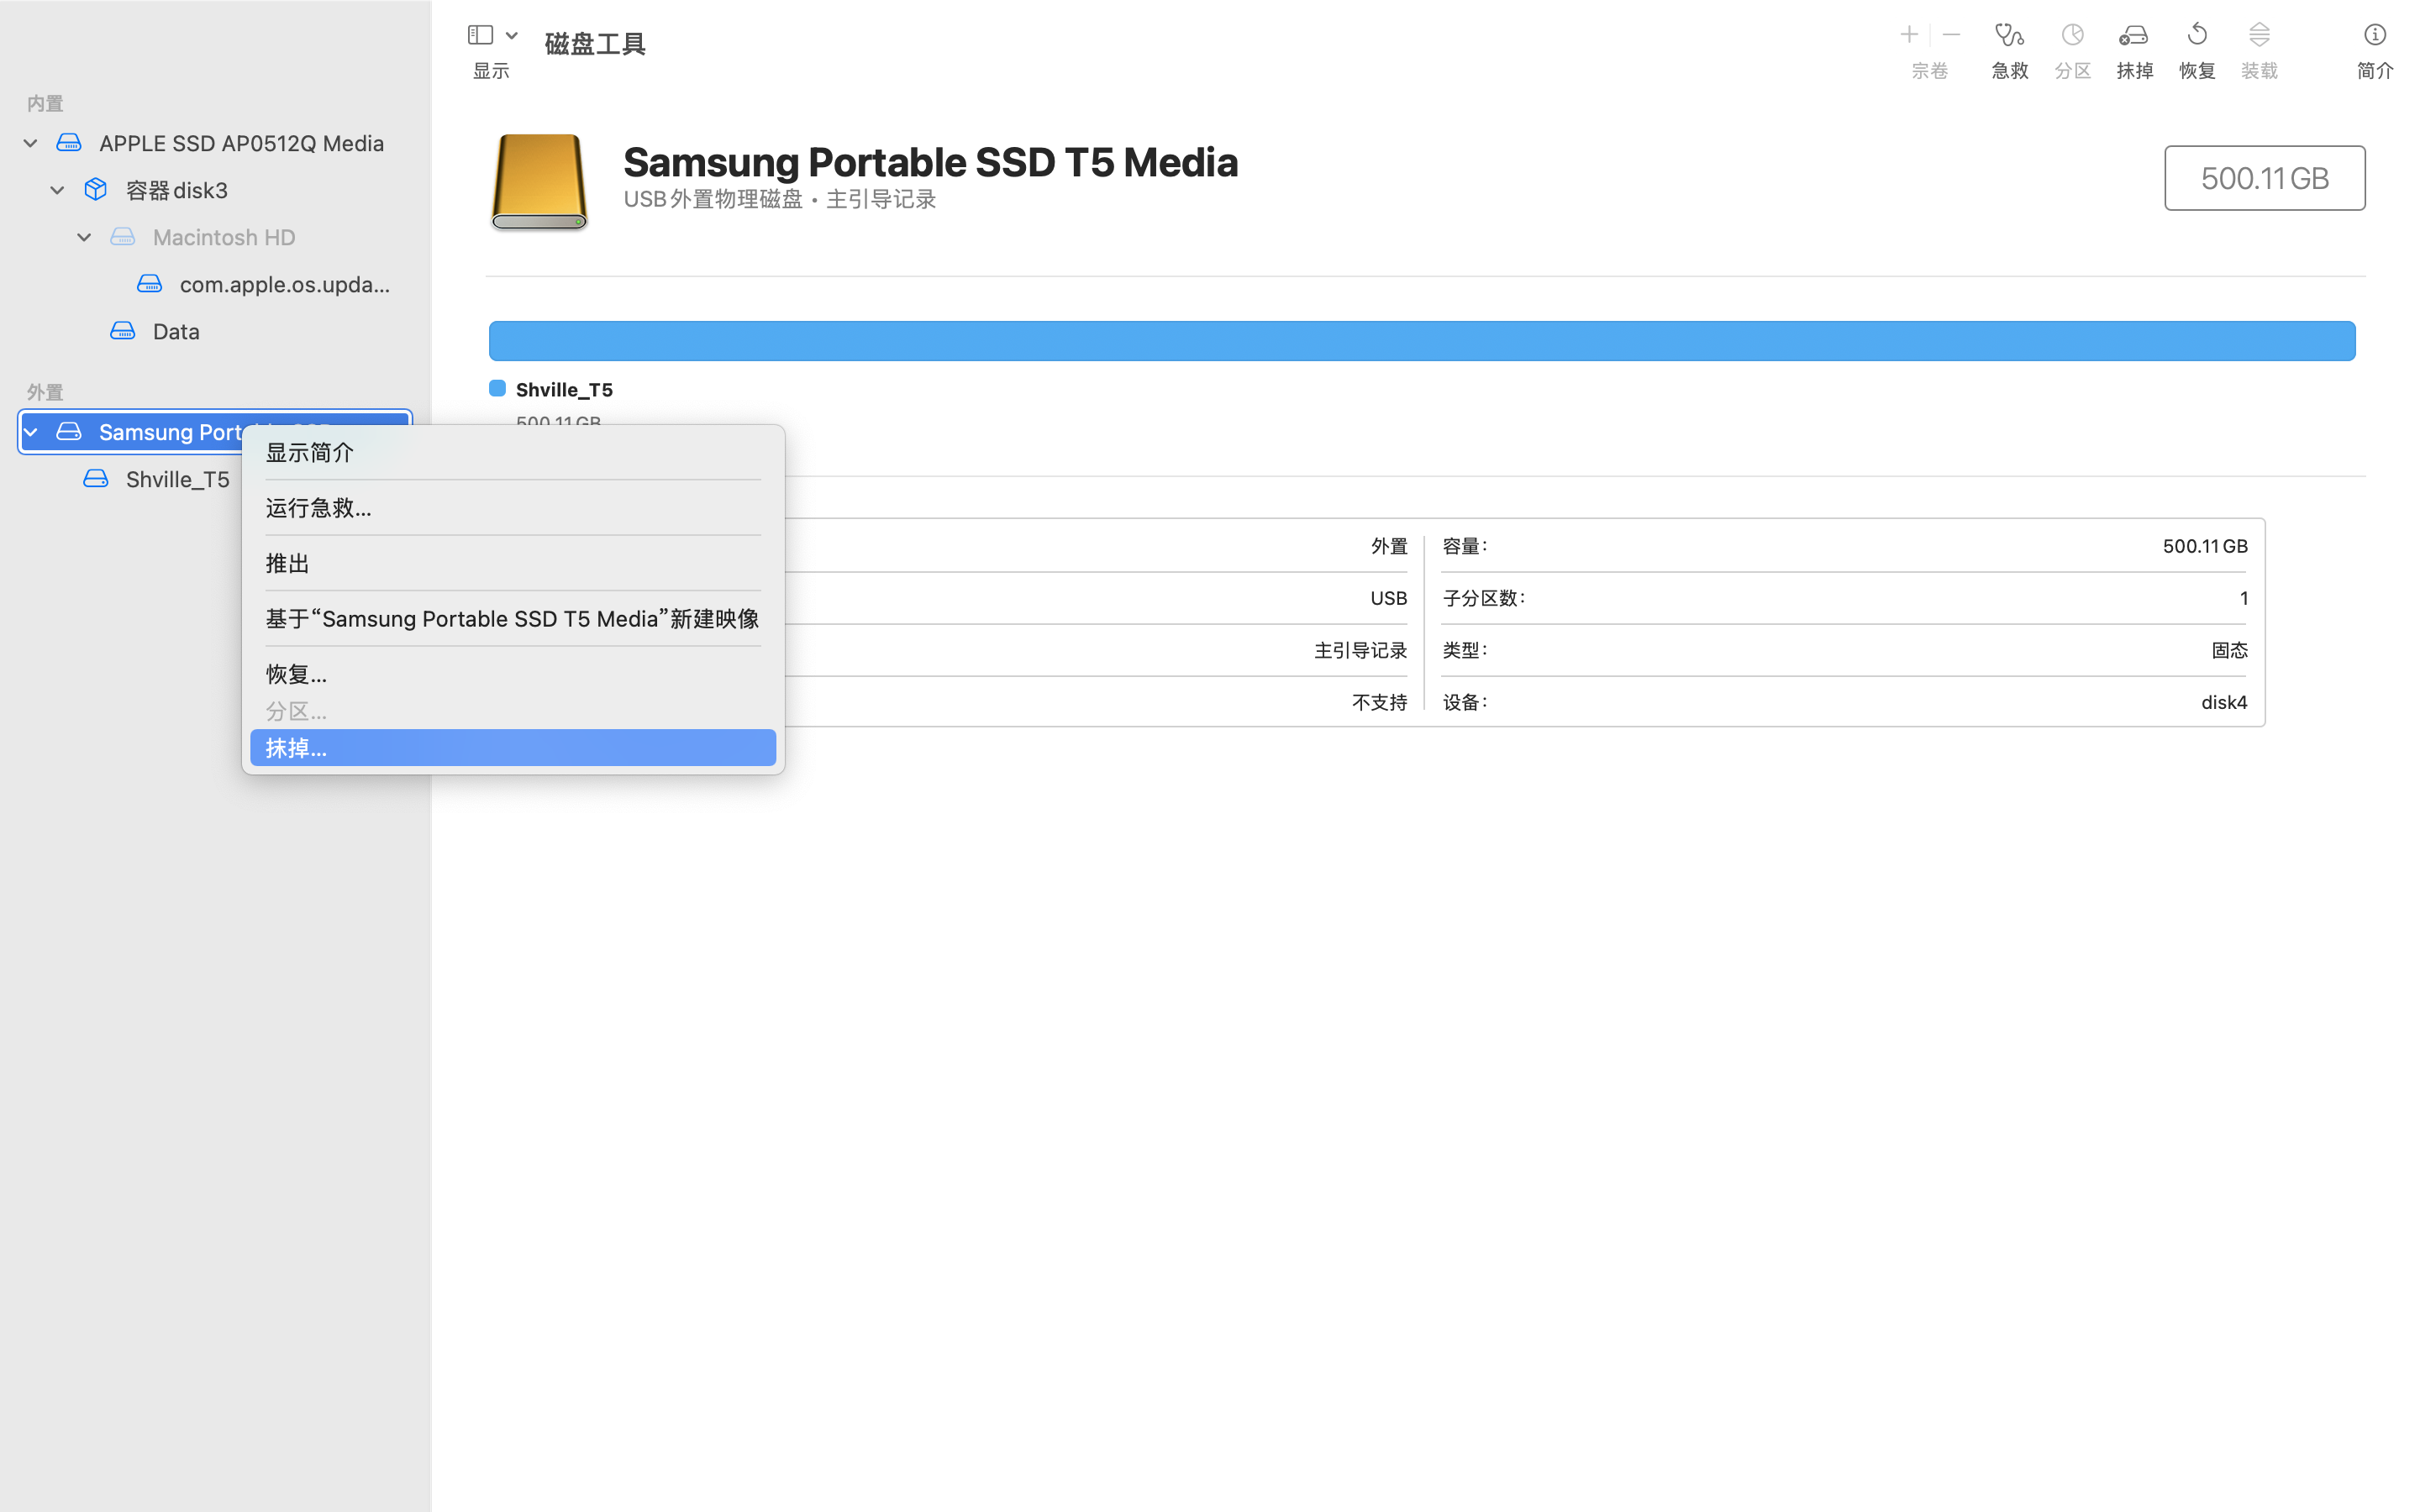 磁盘工具
显示
宗卷
急救
分区
抹掉
恢复
装载
简介
内置
APPLE SSD AP0512Q Media
容器disk3
Macintosh HD
com.apple.os.upda...
Data
外置
Samsung Port
Shville_T5
Samsung Portable SSD T5 Media
USB外置物理磁盘 • 主引导记录
500.11 GB
Shville_T5
500.11 GB
显示简介
运行急救...
推出
基于“Samsung Portable SSD T5 Media”新建映像
恢复...
分区...
抹掉...
外置
USB
主引导记录
不支持
容量： 500.11 GB
子分区数： 1
类型： 固态
设备： disk4